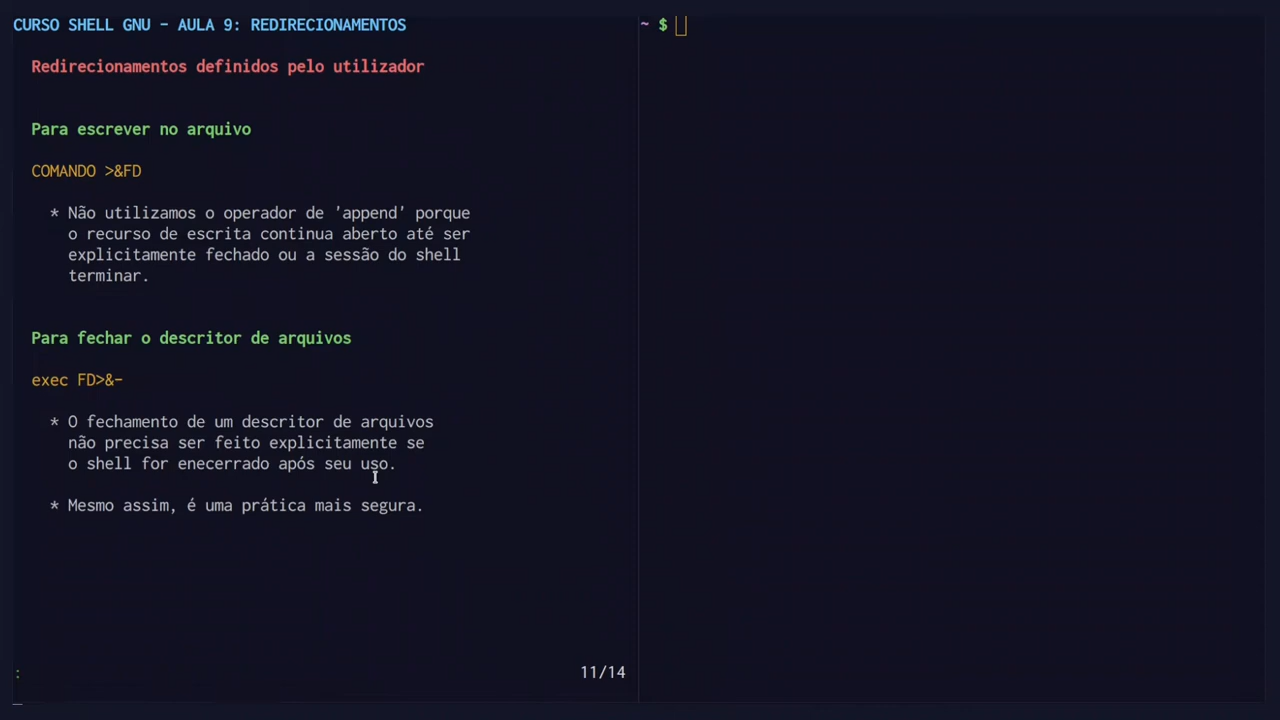 CURSO SHELL GNU - AULA 9: REDIRECIONAMENTOS
Redirecionamentos definidos pelo utilizador
Para escrever no arquivo
COMANDO >&FD
* Não utilizamos o operador de 'append' porque
o recurso de escrita continua aberto até ser
explicitamente fechado ou a sessão do shell
terminar.
Para fechar o descritor de arquivos
exec FD>&-
* O fechamento de um descritor de arquivos
não precisa ser feito explicitamente se
o shell for enecerrado após seu uso.
* Mesmo assim, é uma prática mais segura.
: 11/14
~ $